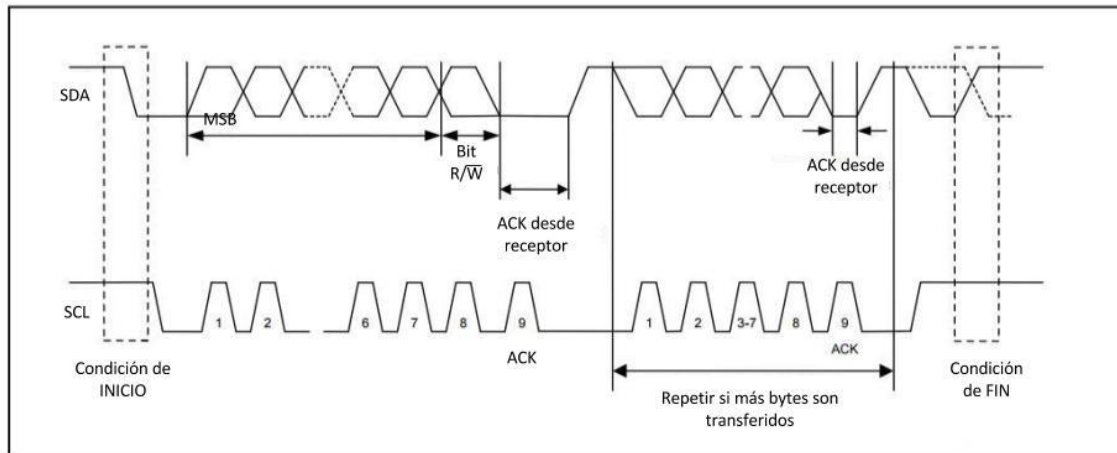 SDA
MSB
Bit
R/W̅
ACK desde
receptor
ACK desde
receptor
SCL
1
2
6
7
8
9
1
2
3-7
8
9
ACK
ACK
Condición de
INICIO
Repetir si más bytes son
transferidos
Condición
de FIN